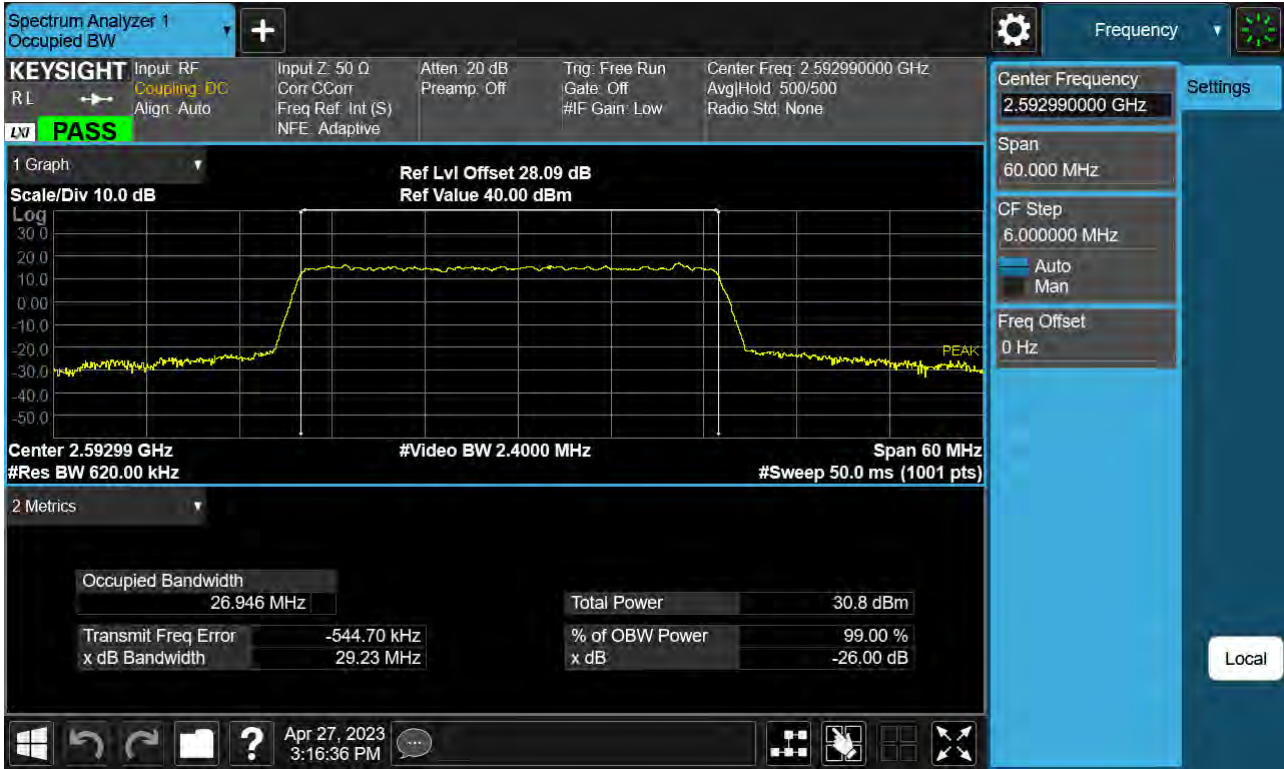 Spectrum Analyzer 1
Occupied BW
Frequency
KEYSIGHT
R L
LXI PASS
Input: RF
Coupling: DC
Align: Auto
Input Z: 50 Ω
Corr CCorr
Freq Ref: Int (S)
NFE: Adaptive
Atten: 20 dB
Preamp: Off
Trig: Free Run
Gate: Off
#IF Gain: Low
Center Freq: 2.592990000 GHz
Avg|Hold: 500/500
Radio Std: None
1 Graph
Scale/Div 10.0 dB
Ref Lvl Offset 28.09 dB
Ref Value 40.00 dBm
Log
30.0
20.0
10.0
0.00
-10.0
-20.0
-30.0
-40.0
-50.0
PEAK
Center 2.59299 GHz
#Video BW 2.4000 MHz
Span 60 MHz
#Res BW 620.00 kHz
#Sweep 50.0 ms (1001 pts)
2 Metrics
Occupied Bandwidth
26.946 MHz
Total Power 30.8 dBm
Transmit Freq Error -544.70 kHz
% of OBW Power 99.00 %
x dB Bandwidth 29.23 MHz
x dB -26.00 dB
Apr 27, 2023
3:16:36 PM
Center Frequency
2.592990000 GHz
Settings
Span
60.000 MHz
CF Step
6.000000 MHz
Auto
Man
Freq Offset
0 Hz
Local